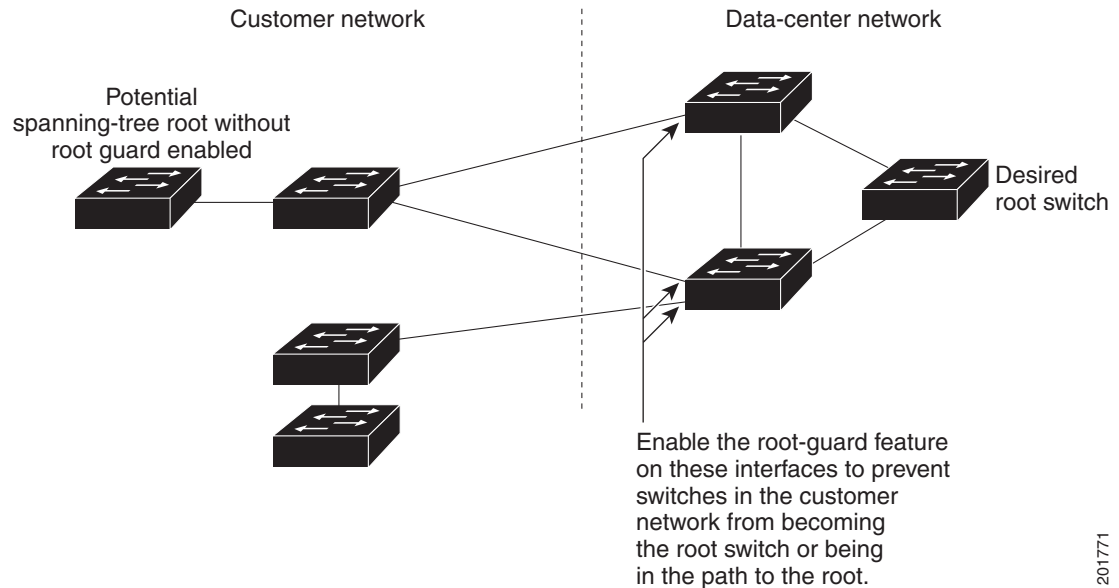 Customer network
Data-center network
Potential
spanning-tree root without
root guard enabled
Desired
root switch
Enable the root-guard feature
on these interfaces to prevent
switches in the customer
network from becoming
the root switch or being
in the path to the root.
201771